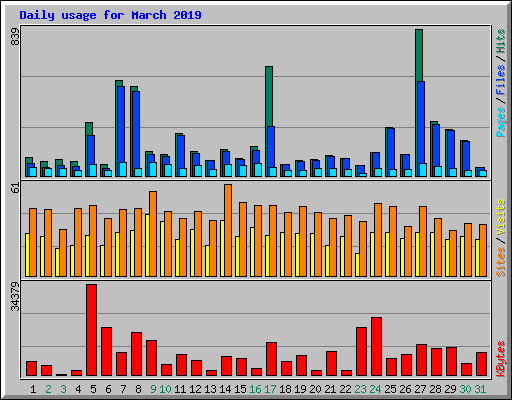 Daily usage for March 2019
839
Pages / Files / Hits
61
Sites / Visits
34379
KBytes
1 2 3 4 5 6 7 8 9 10 11 12 13 14 15 16 17 18 19 20 21 22 23 24 25 26 27 28 29 30 31